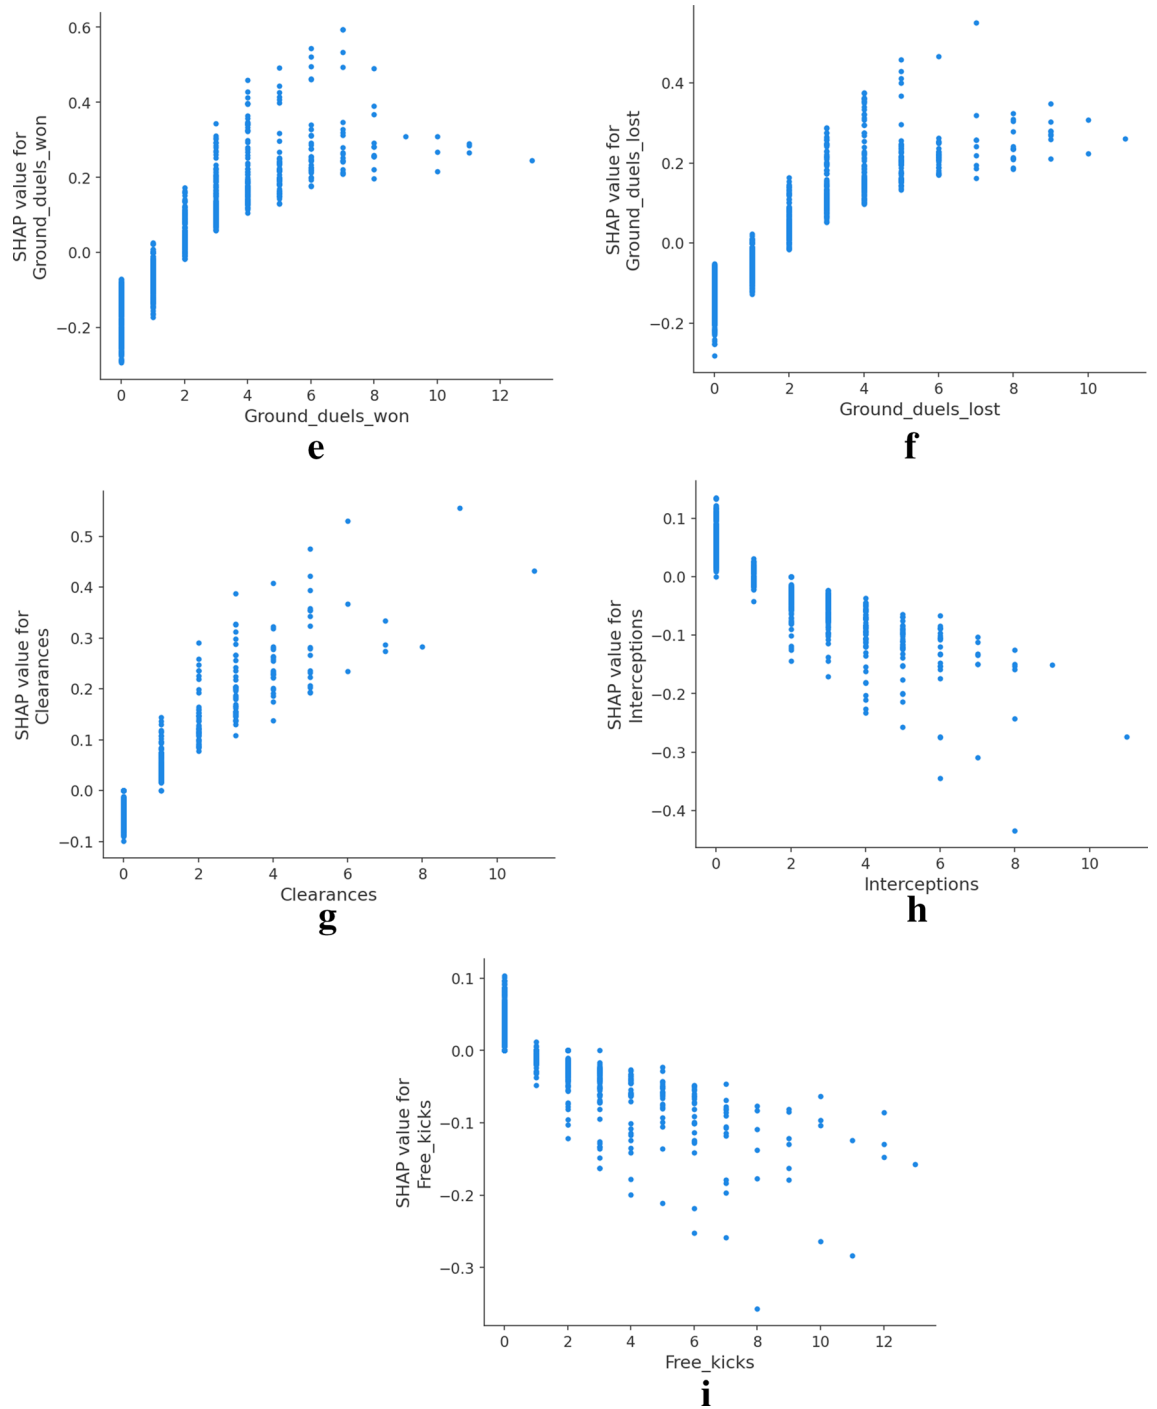 SHAP value for
Ground_duels_won
0.6
0.4
0.2
0.0
−0.2
0 2 4 6 8 10 12
Ground_duels_won
e
SHAP value for
Ground_duels_lost
0.4
0.2
0.0
−0.2
0 2 4 6 8 10
Ground_duels_lost
f
SHAP value for
Clearances
0.5
0.4
0.3
0.2
0.1
0.0
−0.1
0 2 4 6 8 10
Clearances
g
SHAP value for
Interceptions
0.1
0.0
−0.1
−0.2
−0.3
−0.4
0 2 4 6 8 10
Interceptions
h
SHAP value for
Free_kicks
0.1
0.0
−0.1
−0.2
−0.3
0 2 4 6 8 10 12
Free_kicks
i